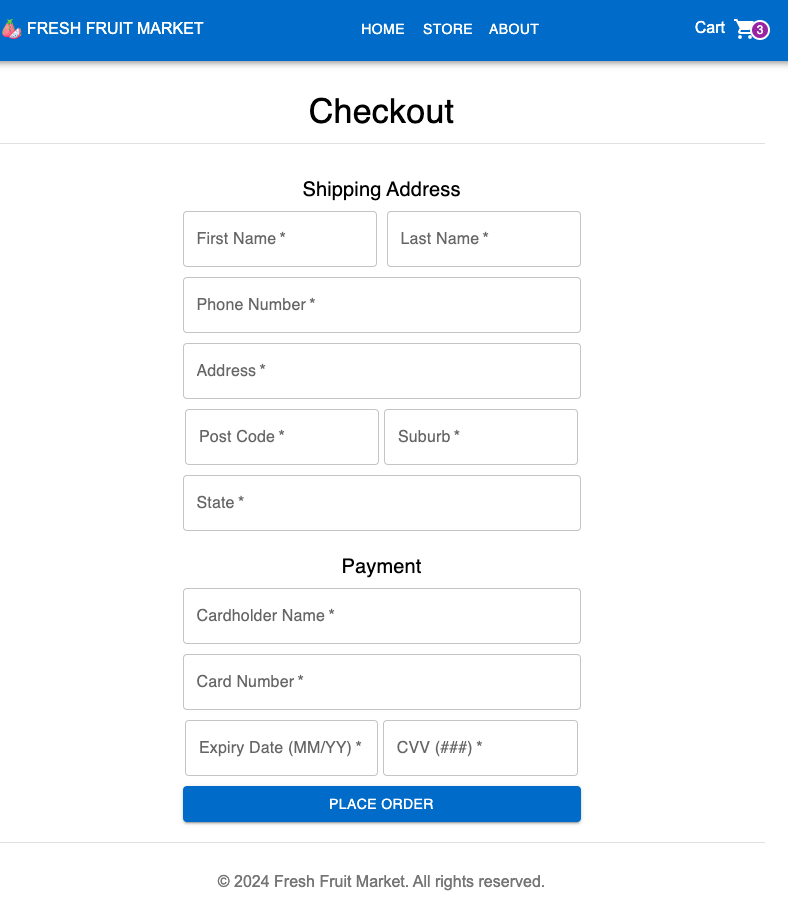 FRESH FRUIT MARKET HOME STORE ABOUT Cart 3
Checkout
Shipping Address
First Name * Last Name *
Phone Number *
Address *
Post Code * Suburb *
State *
Payment
Cardholder Name *
Card Number *
Expiry Date (MM/YY) * CVV (###) *
PLACE ORDER
© 2024 Fresh Fruit Market. All rights reserved.